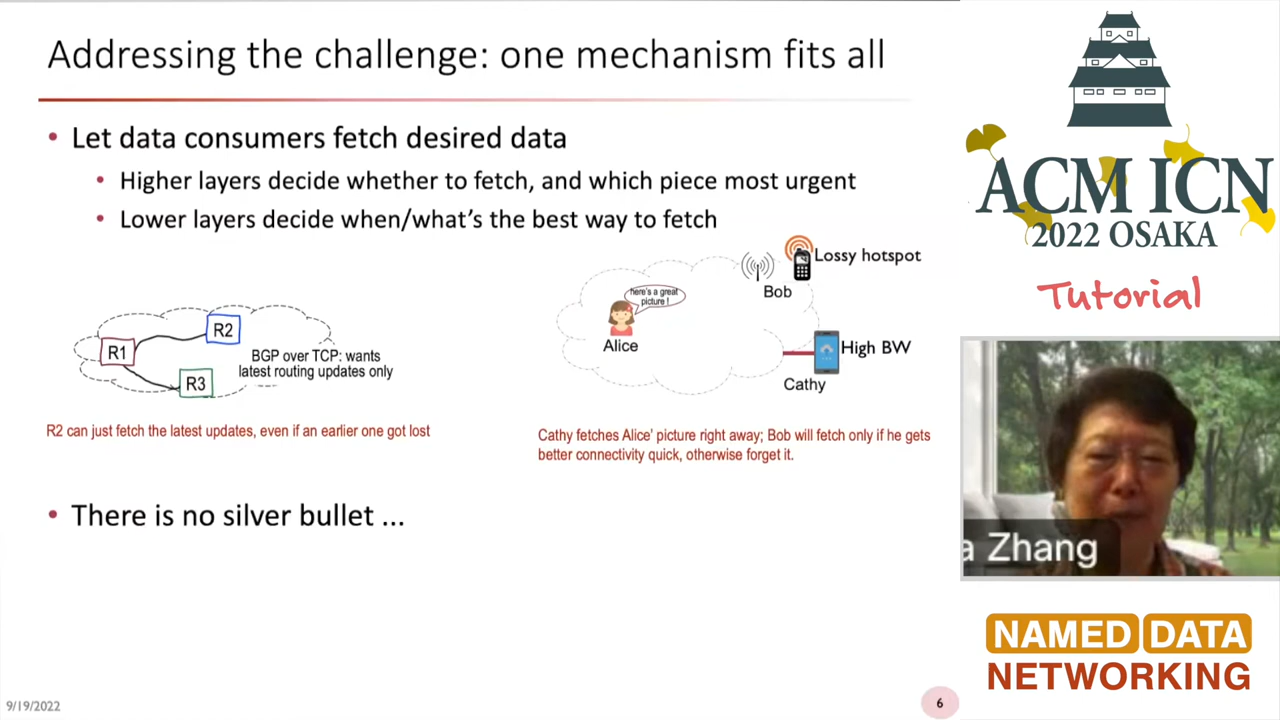 Addressing the challenge: one mechanism fits all
• Let data consumers fetch desired data
• Higher layers decide whether to fetch, and which piece most urgent
• Lower layers decide when/what's the best way to fetch
R1
R2
R3
BGP over TCP: wants
latest routing updates only
R2 can just fetch the latest updates, even if an earlier one got lost
here's a great
picture !
Alice
Lossy hotspot
Bob
High BW
Cathy
Cathy fetches Alice' picture right away; Bob will fetch only if he gets
better connectivity quick, otherwise forget it.
• There is no silver bullet ...
9/19/2022
6
ACM ICN
2022 OSAKA
Tutorial
a Zhang
NAMED DATA
NETWORKING